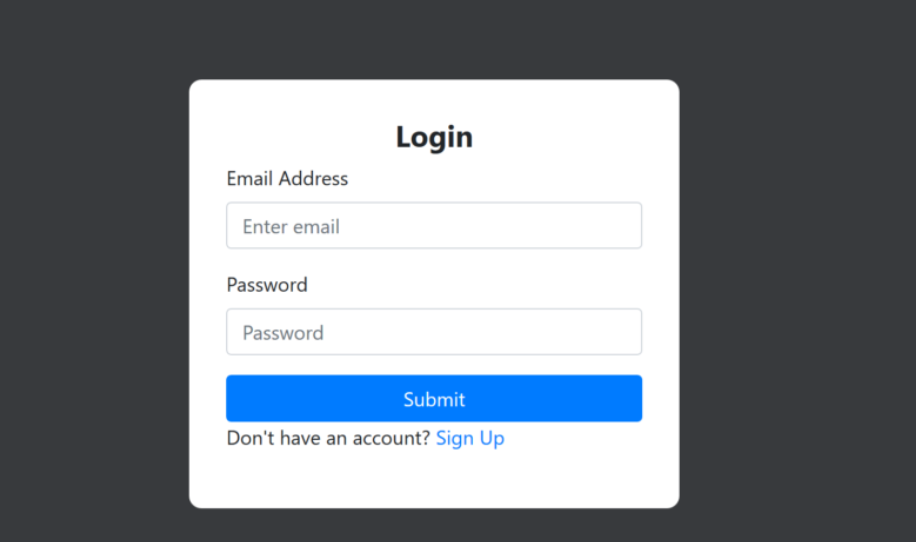 Login
Email Address
Enter email
Password
Password
Submit
Don't have an account? Sign Up